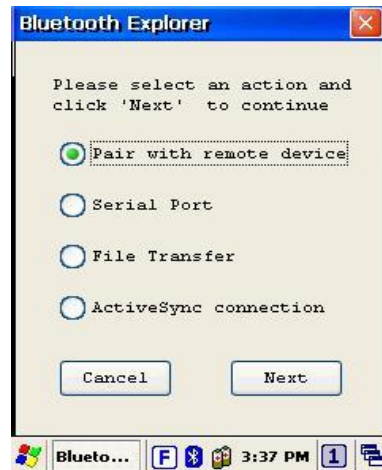 Bluetooth Explorer
Please select an action and
click 'Next' to continue
Pair with remote device
Serial Port
File Transfer
ActiveSync connection
Cancel Next
Blueto... F 3:37 PM 1